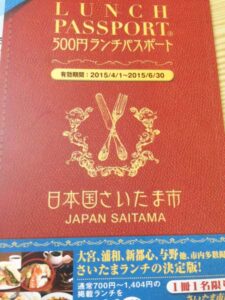 LUNCH
PASSPORT®
500円ランチパスポート
有効期間：2015/4/1~2015/6/30
日本国さいたま市
JAPAN SAITAMA
大宮、浦和、新都心、与野他、市内多数掲
さいたまランチの決定版!
通常700円~1,404円の
掲載ランチを
1冊1名限り